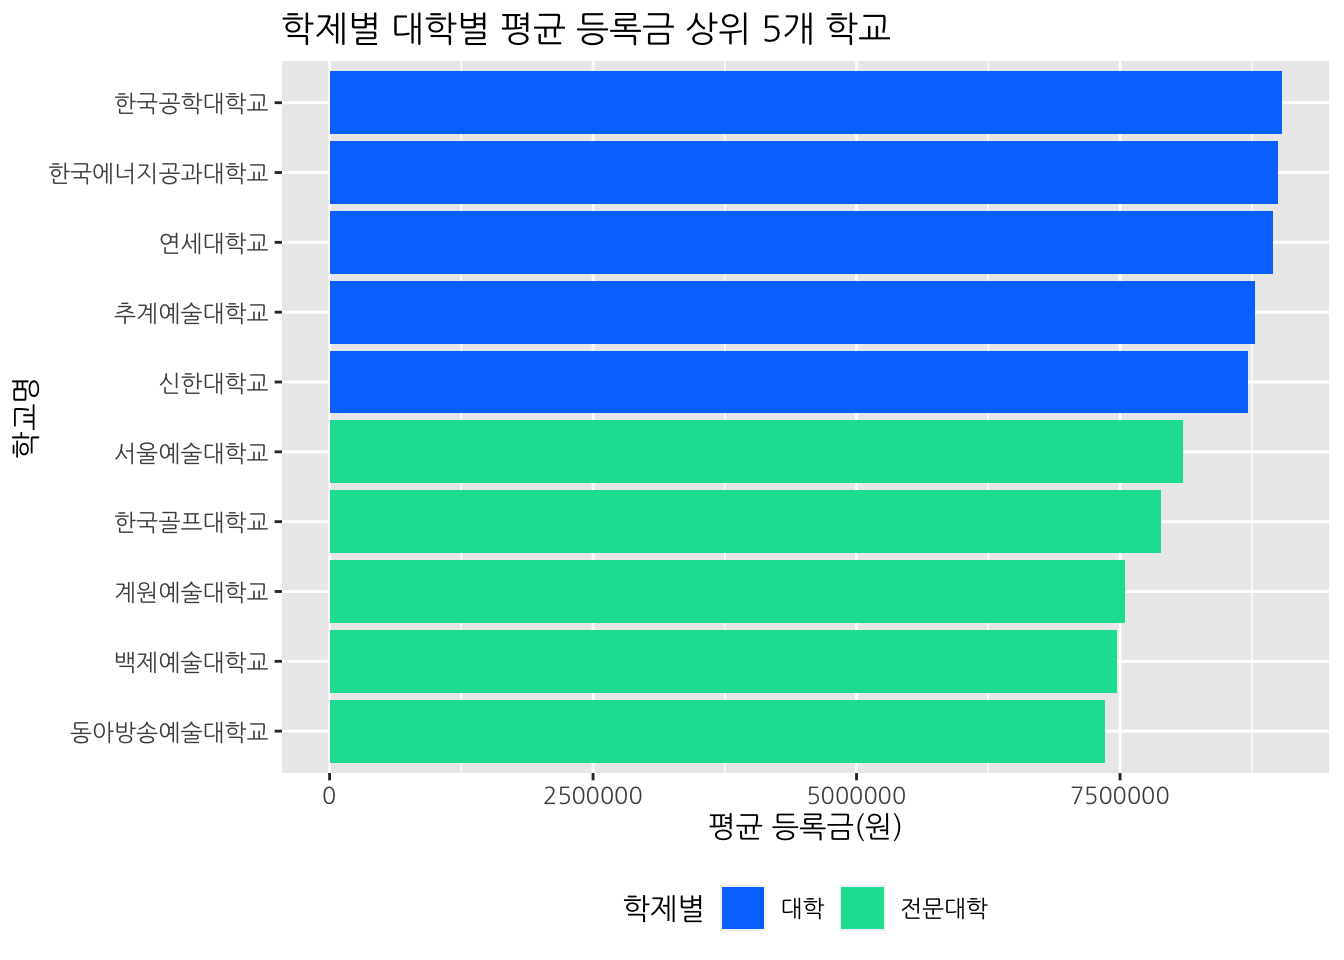 학제별 대학별 평균 등록금 상위 5개 학교
한국공학대학교
한국에너지공과대학교
연세대학교
추계예술대학교
신한대학교
서울예술대학교
한국골프대학교
계원예술대학교
백제예술대학교
동아방송예술대학교
학교명
0 2500000 5000000 7500000
평균 등록금(원)
학제별 대학 전문대학